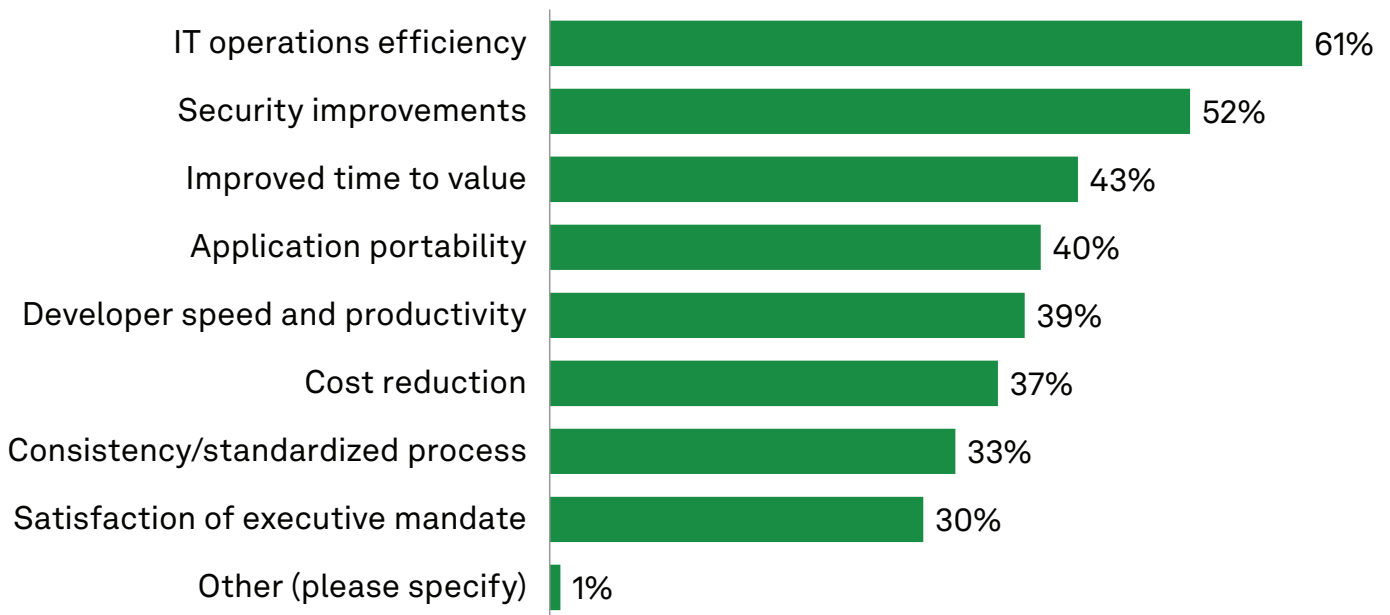 IT operations efficiency 61%
Security improvements 52%
Improved time to value 43%
Application portability 40%
Developer speed and productivity 39%
Cost reduction 37%
Consistency/standardized process 33%
Satisfaction of executive mandate 30%
Other (please specify) 1%